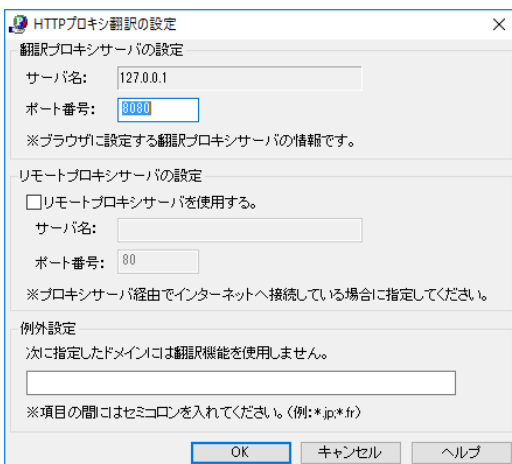 HTTPプロキシ翻訳の設定
翻訳プロキシサーバの設定
サーバ名: 127.0.0.1
ポート番号: 8080
※ブラウザに設定する翻訳プロキシサーバの情報です。
リモートプロキシサーバの設定
リモートプロキシサーバを使用する。
サーバ名:
ポート番号: 80
※プロキシサーバ経由でインターネットへ接続している場合に指定してください。
例外設定
次に指定したドメインには翻訳機能を使用しません。
※項目の間にはセミコロンを入れてください。(例:*.jp;*.fr)
OK キャンセル ヘルプ